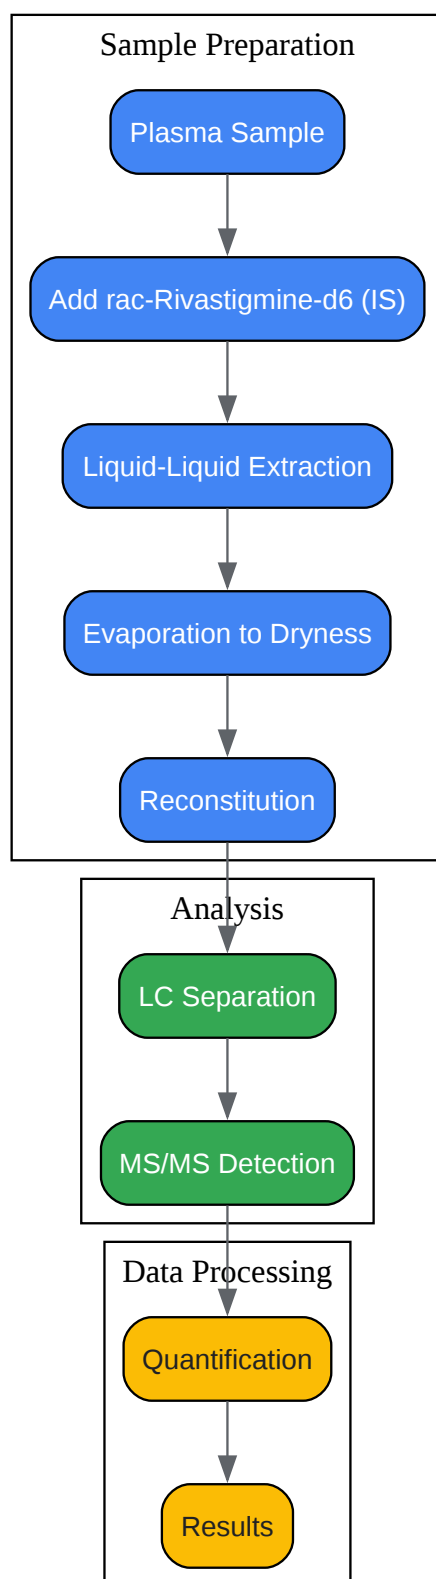 Sample Preparation
Plasma Sample
Add rac-Rivastigmine-d6 (IS)
Liquid-Liquid Extraction
Evaporation to Dryness
Reconstitution
Analysis
LC Separation
MS/MS Detection
Data Processing
Quantification
Results